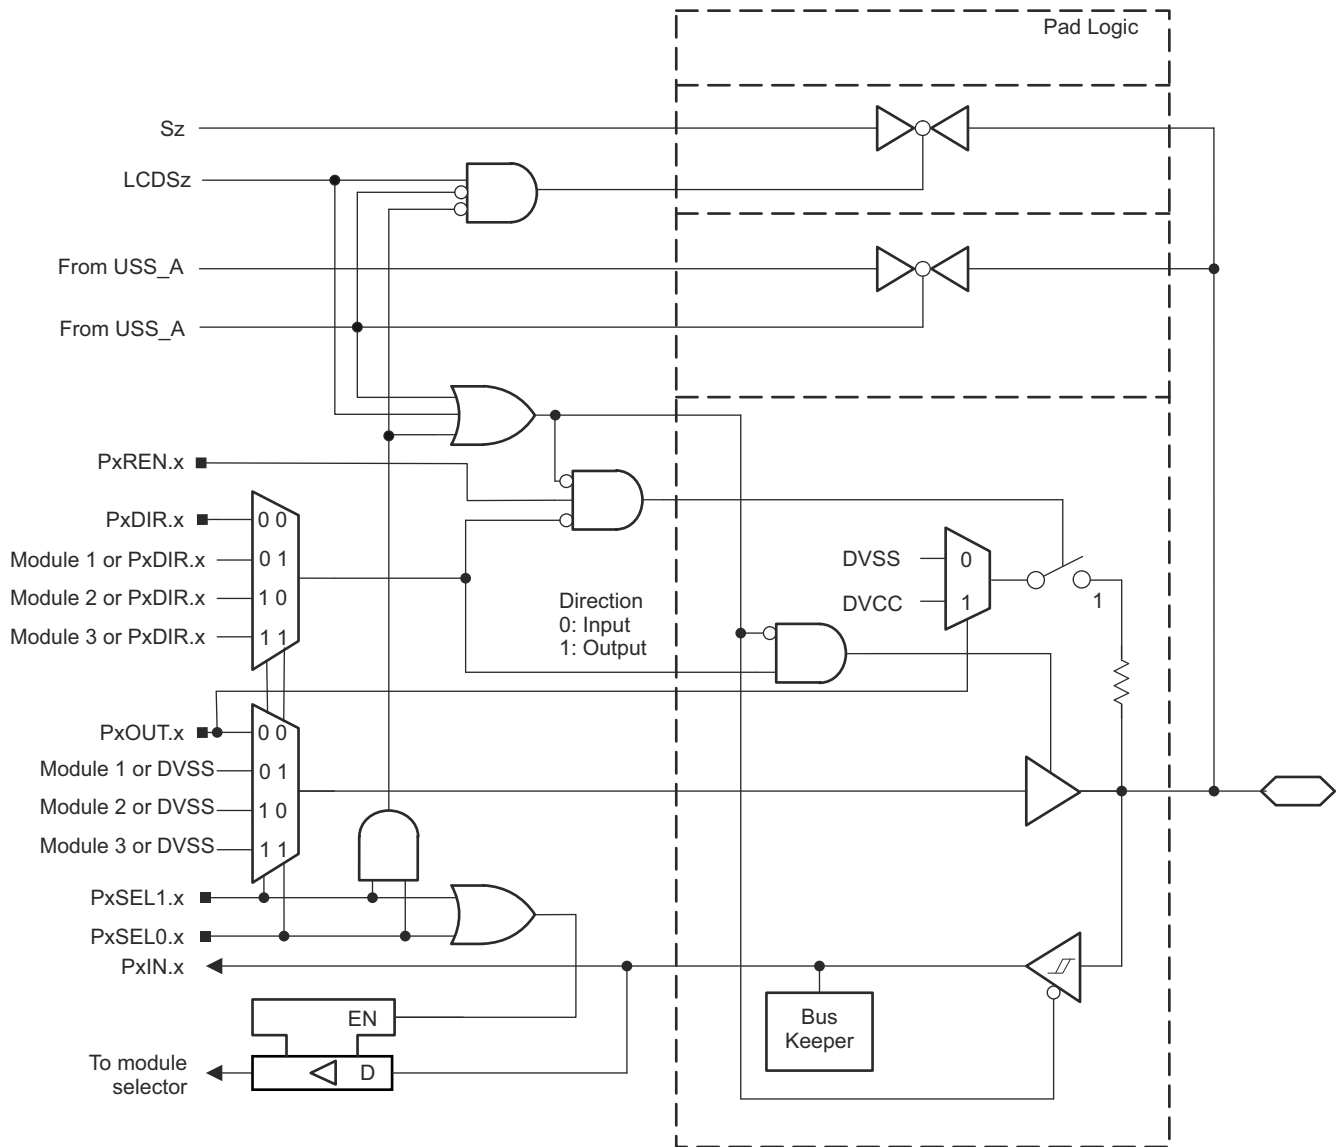 Pad Logic
Sz
LCDSz
From USS_A
From USS_A
PxREN.x
PxDIR.x
0 0
Module 1 or PxDIR.x
0 1
Module 2 or PxDIR.x
1 0
Module 3 or PxDIR.x
1 1
Direction
0: Input
1: Output
DVSS
0
DVCC
1
1
PxOUT.x
0 0
Module 1 or DVSS
0 1
Module 2 or DVSS
1 0
Module 3 or DVSS
1 1
PxSEL1.x
PxSEL0.x
PxIN.x
EN
D
To module
selector
Bus
Keeper